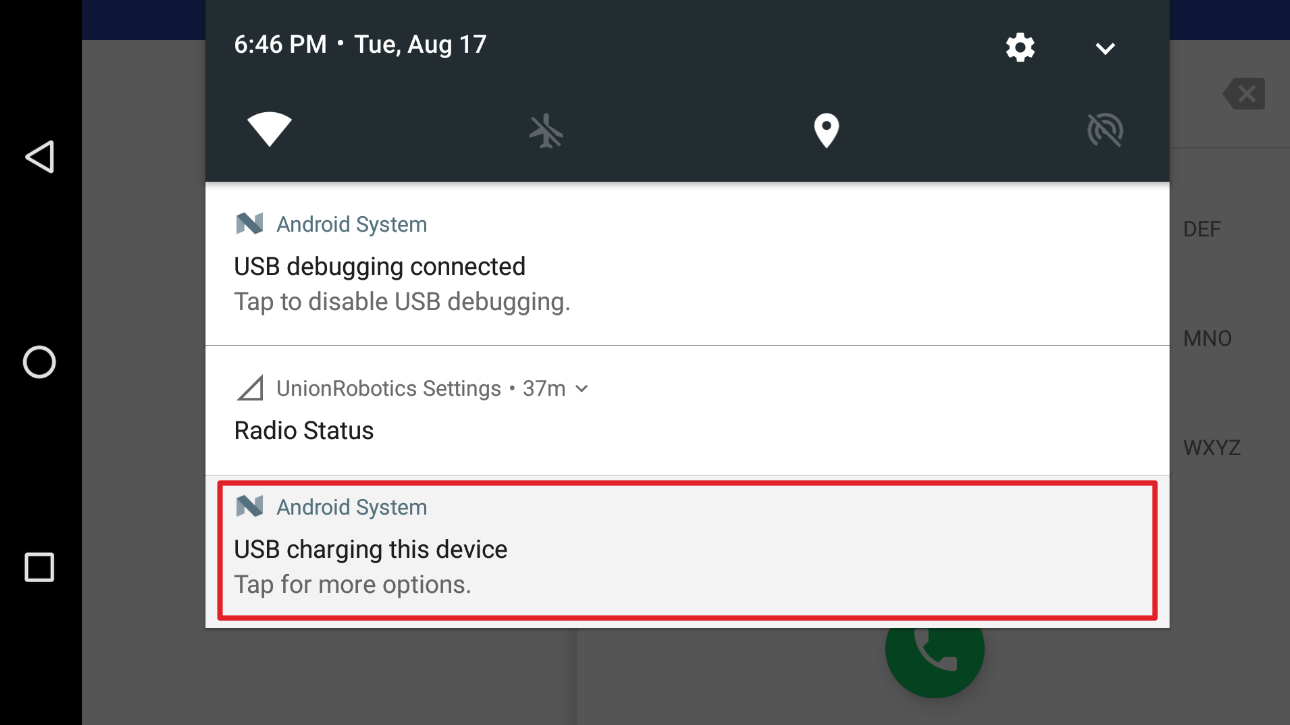 6:46 PM • Tue, Aug 17
Android System
USB debugging connected
Tap to disable USB debugging.
UnionRobotics Settings • 37m
Radio Status
Android System
USB charging this device
Tap for more options.
DEF
MNO
WXYZ